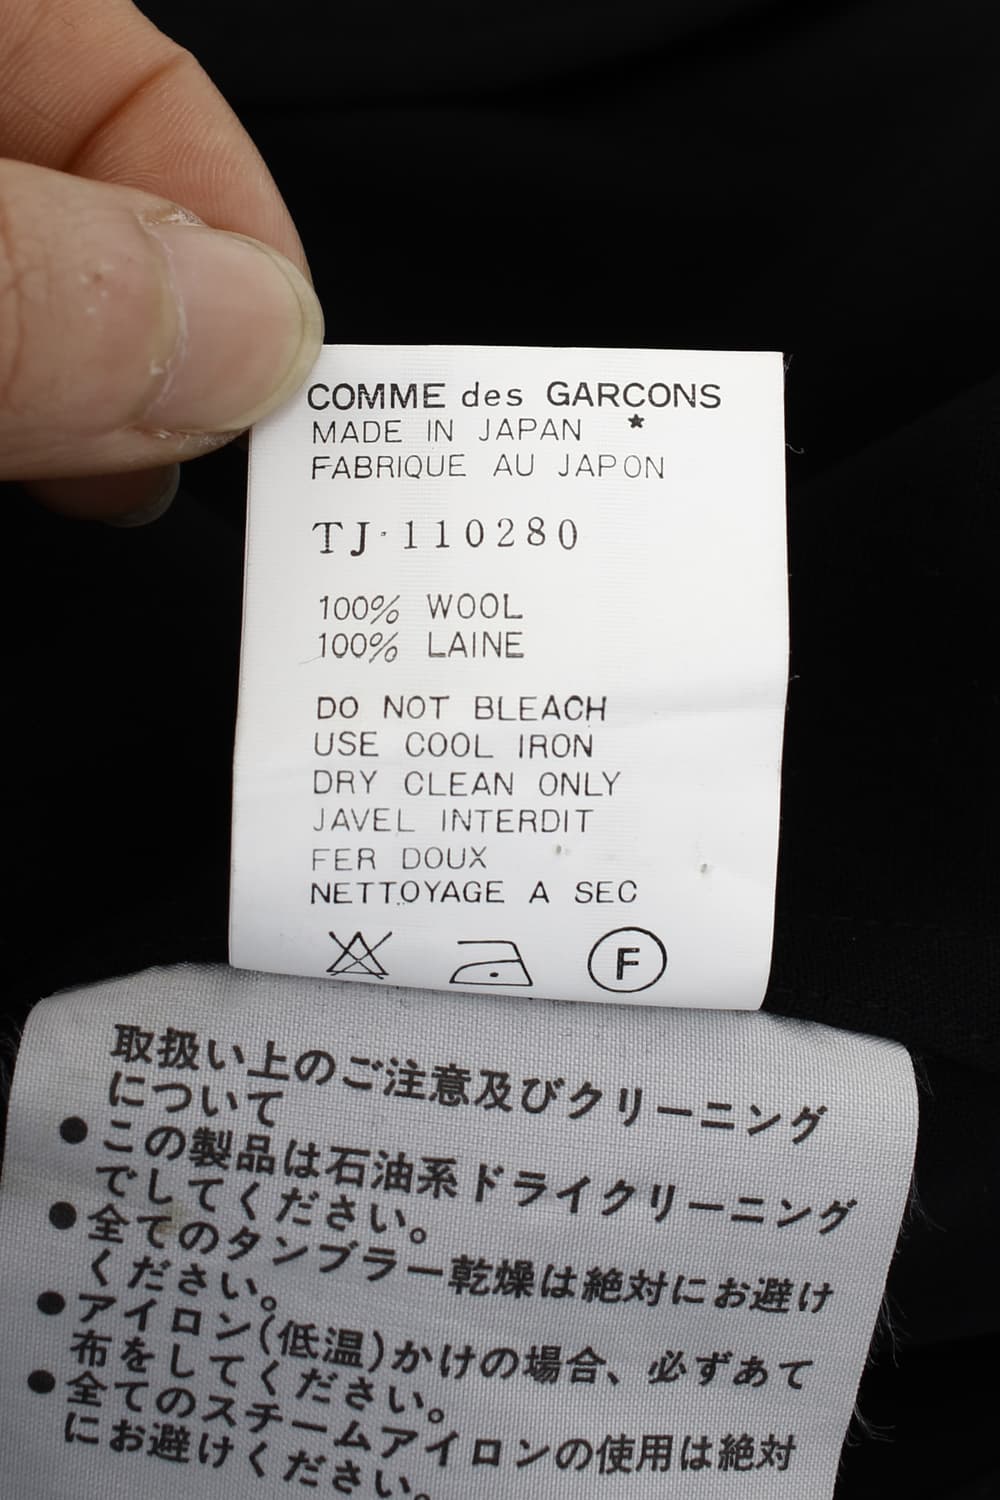 COMME des GARCONS
★
MADE IN JAPAN
FABRIQUE AU JAPON
TJ·110280
100% WOOL
100% LAINE
DO NOT BLEACH
USE COOL IRON
DRY CLEAN ONLY
JAVEL INTERDIT
FER DOUX
NETTOYAGE A SEC
F
取扱い上のご注意及びクリーニング
について
●この製品は石油系ドライクリーニング
でしてください。
●全てのタンブラー乾燥は絶対にお避け
ください。
●アイロン(低温)かけの場合、必ずあて
布をしてください。
●全てのスチームアイロンの使用は絶対
にお避けください。